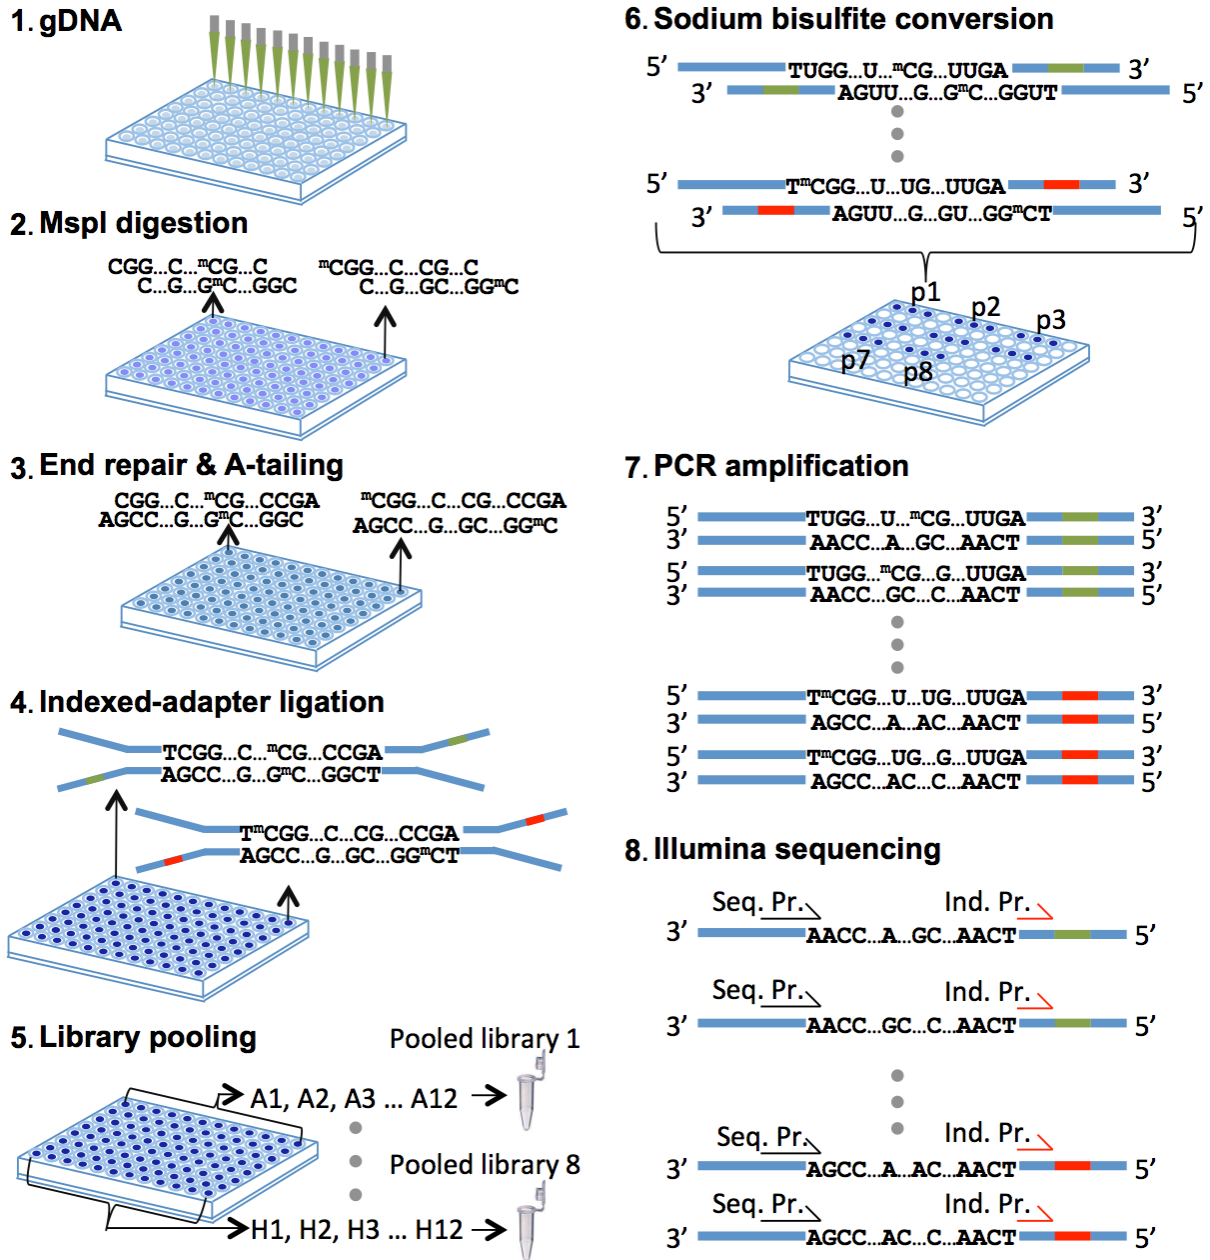 1. gDNA
2. MspI digestion
CGG...C...ᵐCG...C
C...G...GᵐC...GGC
ᵐCGG...C...CG...C
C...G...GC...GGᵐC
3. End repair & A-tailing
CGG...C...ᵐCG...CCGA
AGCC...G...GᵐC...GGC
ᵐCGG...C...CG...CCGA
AGCC...G...GC...GGᵐC
4. Indexed-adapter ligation
TCGG...C...ᵐCG...CCGA
AGCC...G...GᵐC...GGCT
TᵐCGG...C...CG...CCGA
AGCC...G...GC...GGᵐCT
5. Library pooling
Pooled library 1
A1, A2, A3 ... A12
Pooled library 8
H1, H2, H3 ... H12
6. Sodium bisulfite conversion
5’ TUGG...U...ᵐCG...UUGA 3’
3’ AGUU...G...GᵐC...GGUT 5’
5’ TᵐCGG...U...UG...UUGA 3’
3’ AGUU...G...GU...GGᵐCT 5’
p1
p2
p3
p7
p8
7. PCR amplification
5’ TUGG...U...ᵐCG...UUGA 3’
3’ AACC...A...GC...AACT 5’
5’ TUGG...ᵐCG...G...UUGA 3’
3’ AACC...GC...C...AACT 5’
5’ TᵐCGG...U...UG...UUGA 3’
3’ AGCC...A...AC...AACT 5’
5’ TᵐCGG...UG...G...UUGA 3’
3’ AGCC...AC...C...AACT 5’
8. Illumina sequencing
Seq. Pr. Ind. Pr.
3’ AACC...A...GC...AACT 5’
Seq. Pr. Ind. Pr.
3’ AACC...GC...C...AACT 5’
Seq. Pr. Ind. Pr.
3’ AGCC...A...AC...AACT 5’
Seq. Pr. Ind. Pr.
3’ AGCC...AC...C...AACT 5’